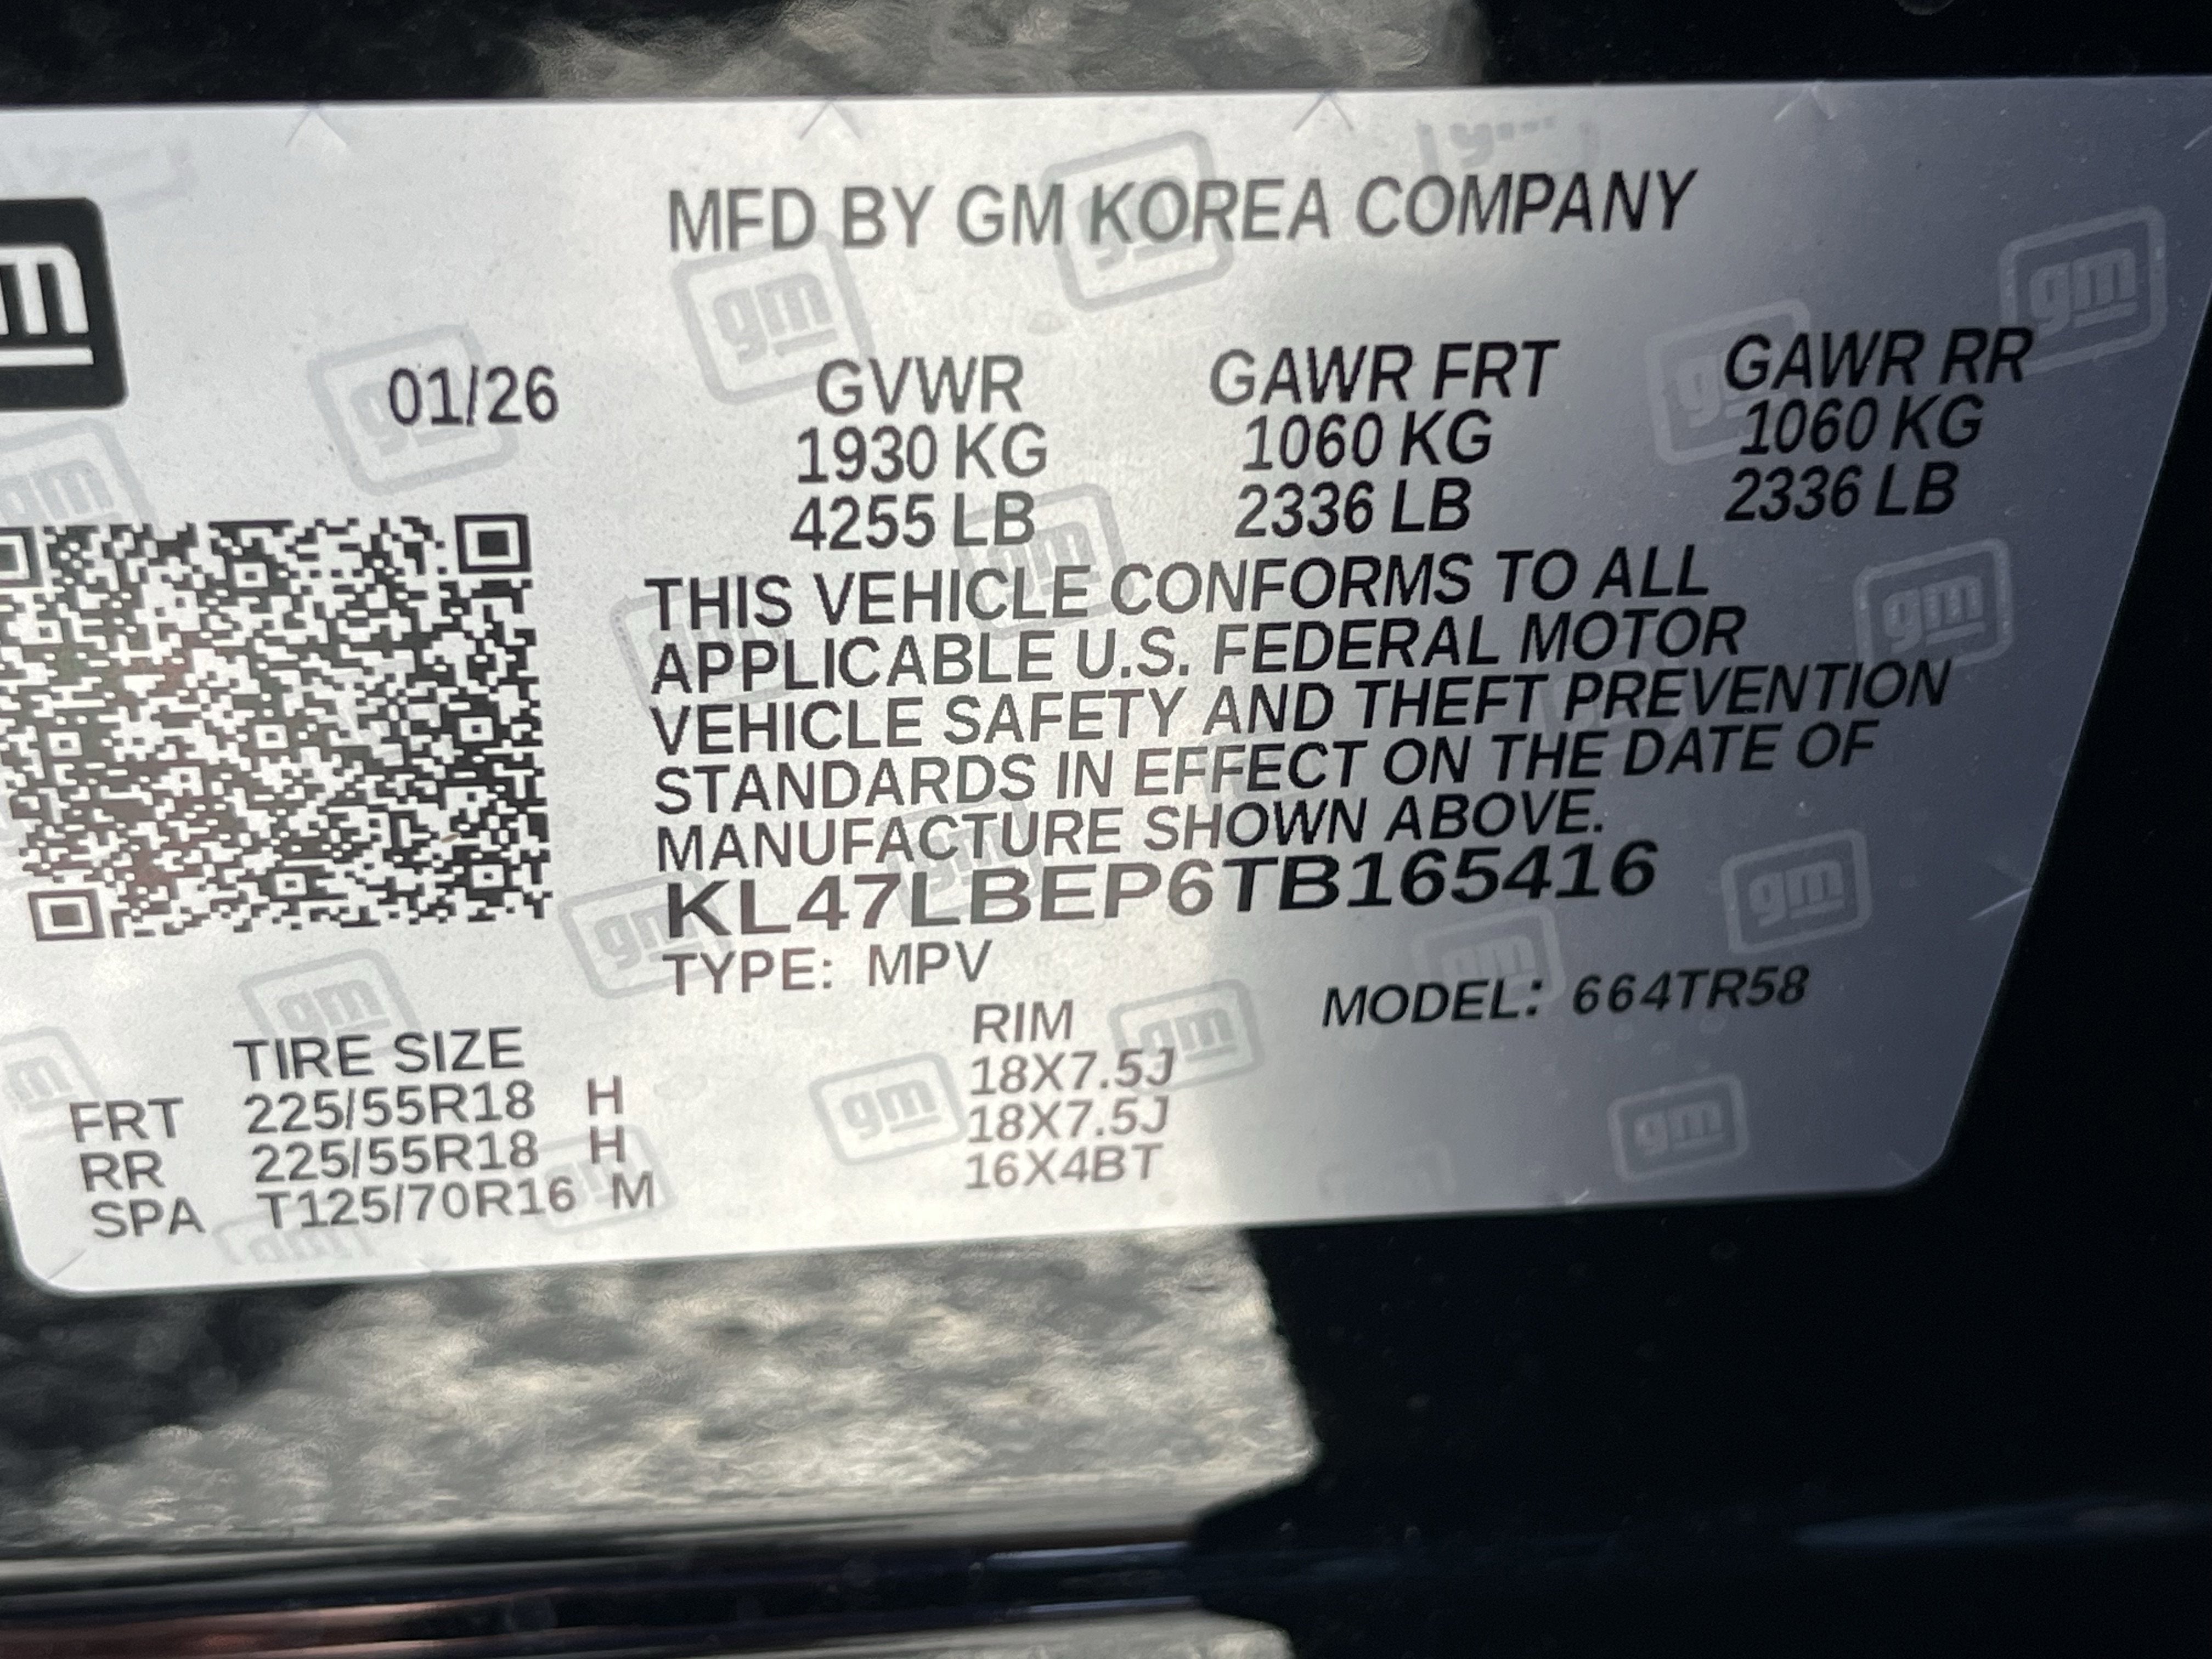 MFD BY GM KOREA COMPANY
01/26
GVWR GAWR FRT GAWR RR
1930 KG 1060 KG 1060 KG
4255 LB 2336 LB 2336 LB
THIS VEHICLE CONFORMS TO ALL
APPLICABLE U.S. FEDERAL MOTOR
VEHICLE SAFETY AND THEFT PREVENTION
STANDARDS IN EFFECT ON THE DATE OF
MANUFACTURE SHOWN ABOVE.
KL47LBEP6TB165416
TYPE: MPV MODEL: 664TR58
TIRE SIZE RIM
FRT 225/55R18 H 18X7.5J
RR 225/55R18 H 18X7.5J
SPA T125/70R16 M 16X4BT